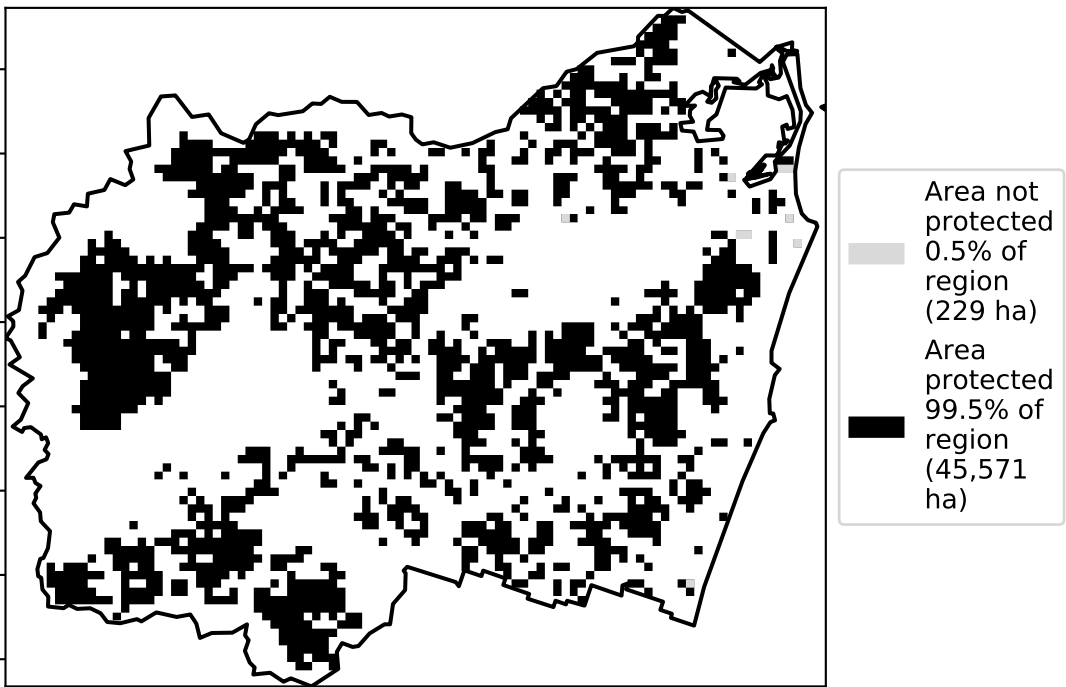 Area not
protected
0.5% of
region
(229 ha)
Area
protected
99.5% of
region
(45,571
ha)